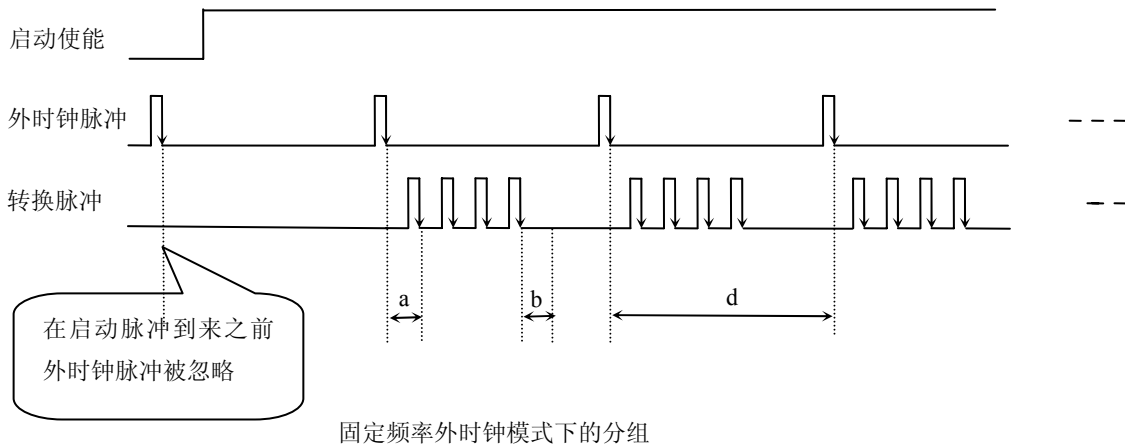 启动使能
外时钟脉冲
转换脉冲
a
b
d
在启动脉冲到来之前
外时钟脉冲被忽略
固定频率外时钟模式下的分组